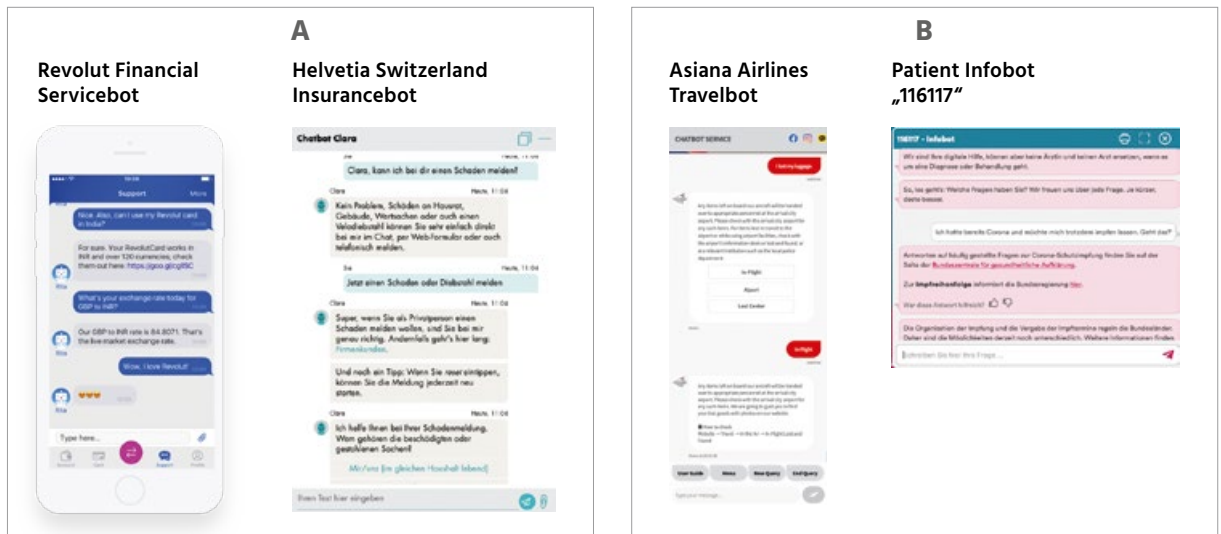 A
Revolut Financial
Servicebot
Helvetia Switzerland
Insurancebot
Support
More
Nice. Also, can I use my Revolut card
in India?
For sure. Your RevolutCard works in
INR and over 120 currencies, check
them out here:
Rita
What's your exchange rate today for
GBP to INR?
Our GBP to INR rate is 84.8071. That's
the live market exchange rate.
Rita
Wow, I love Revolut!
Rita
Type here...
Support
Chatbot Clara
Heute, 11:04
Clara, kann ich bei dir einen Schaden melden?
Clara
Heute, 11:04
Kein Problem, Schäden an Hausrat,
Gebäude, Wertsachen oder auch einen
Velodiebstahl können Sie sehr einfach direkt
bei mir im Chat, per Web-Formular oder auch
telefonisch melden.
Sie
Heute, 11:04
Jetzt einen Schaden oder Diebstahl melden
Clara
Heute, 11:04
Super, wenn Sie als Privatperson einen
Schaden melden wollen, sind Sie bei mir
genau richtig. Andernfalls geht's hier lang:
Firmenkunden.
Und noch ein Tipp: Wenn Sie neu eintippen,
können Sie die Meldung jederzeit neu
starten.
Clara
Heute, 11:04
Ich helfe Ihnen bei Ihrer Schadenmeldung.
Wem gehören die beschädigten oder
gestohlenen Sachen?
Mir/uns (im gleichen Haushalt lebend)
Ihren Text hier eingeben
B
Asiana Airlines
Travelbot
Patient Infobot
„116117“
CHATBOT SERVICE
I lost my luggage
In-Flight
Airport
Lost Center
In-Flight
User Guide
Menu
New Query
End Query
Type your message...
116117 - Infobot
Wir sind Ihre digitale Hilfe, können aber keine Ärztin und keinen Arzt ersetzen, wenn es
um eine Diagnose oder Behandlung geht.
So, los geht's: Welche Fragen haben Sie? Wir freuen uns über jede Frage. Je kürzer,
desto besser.
Ich hatte bereits Corona und möchte mich trotzdem impfen lassen. Geht das?
Antworten auf häufig gestellte Fragen zur Corona-Schutzimpfung finden Sie auf der
Seite der Bundeszentrale für gesundheitliche Aufklärung.
Zur Impfreihenfolge informiert die Bundesregierung hier.
War diese Antwort hilfreich?
Die Organisation der Impfung und die Vergabe der Impftermine regeln die Bundesländer.
Daher sind die Möglichkeiten derzeit noch unterschiedlich. Weitere Informationen finden
Schreiben Sie hier Ihre Frage ...